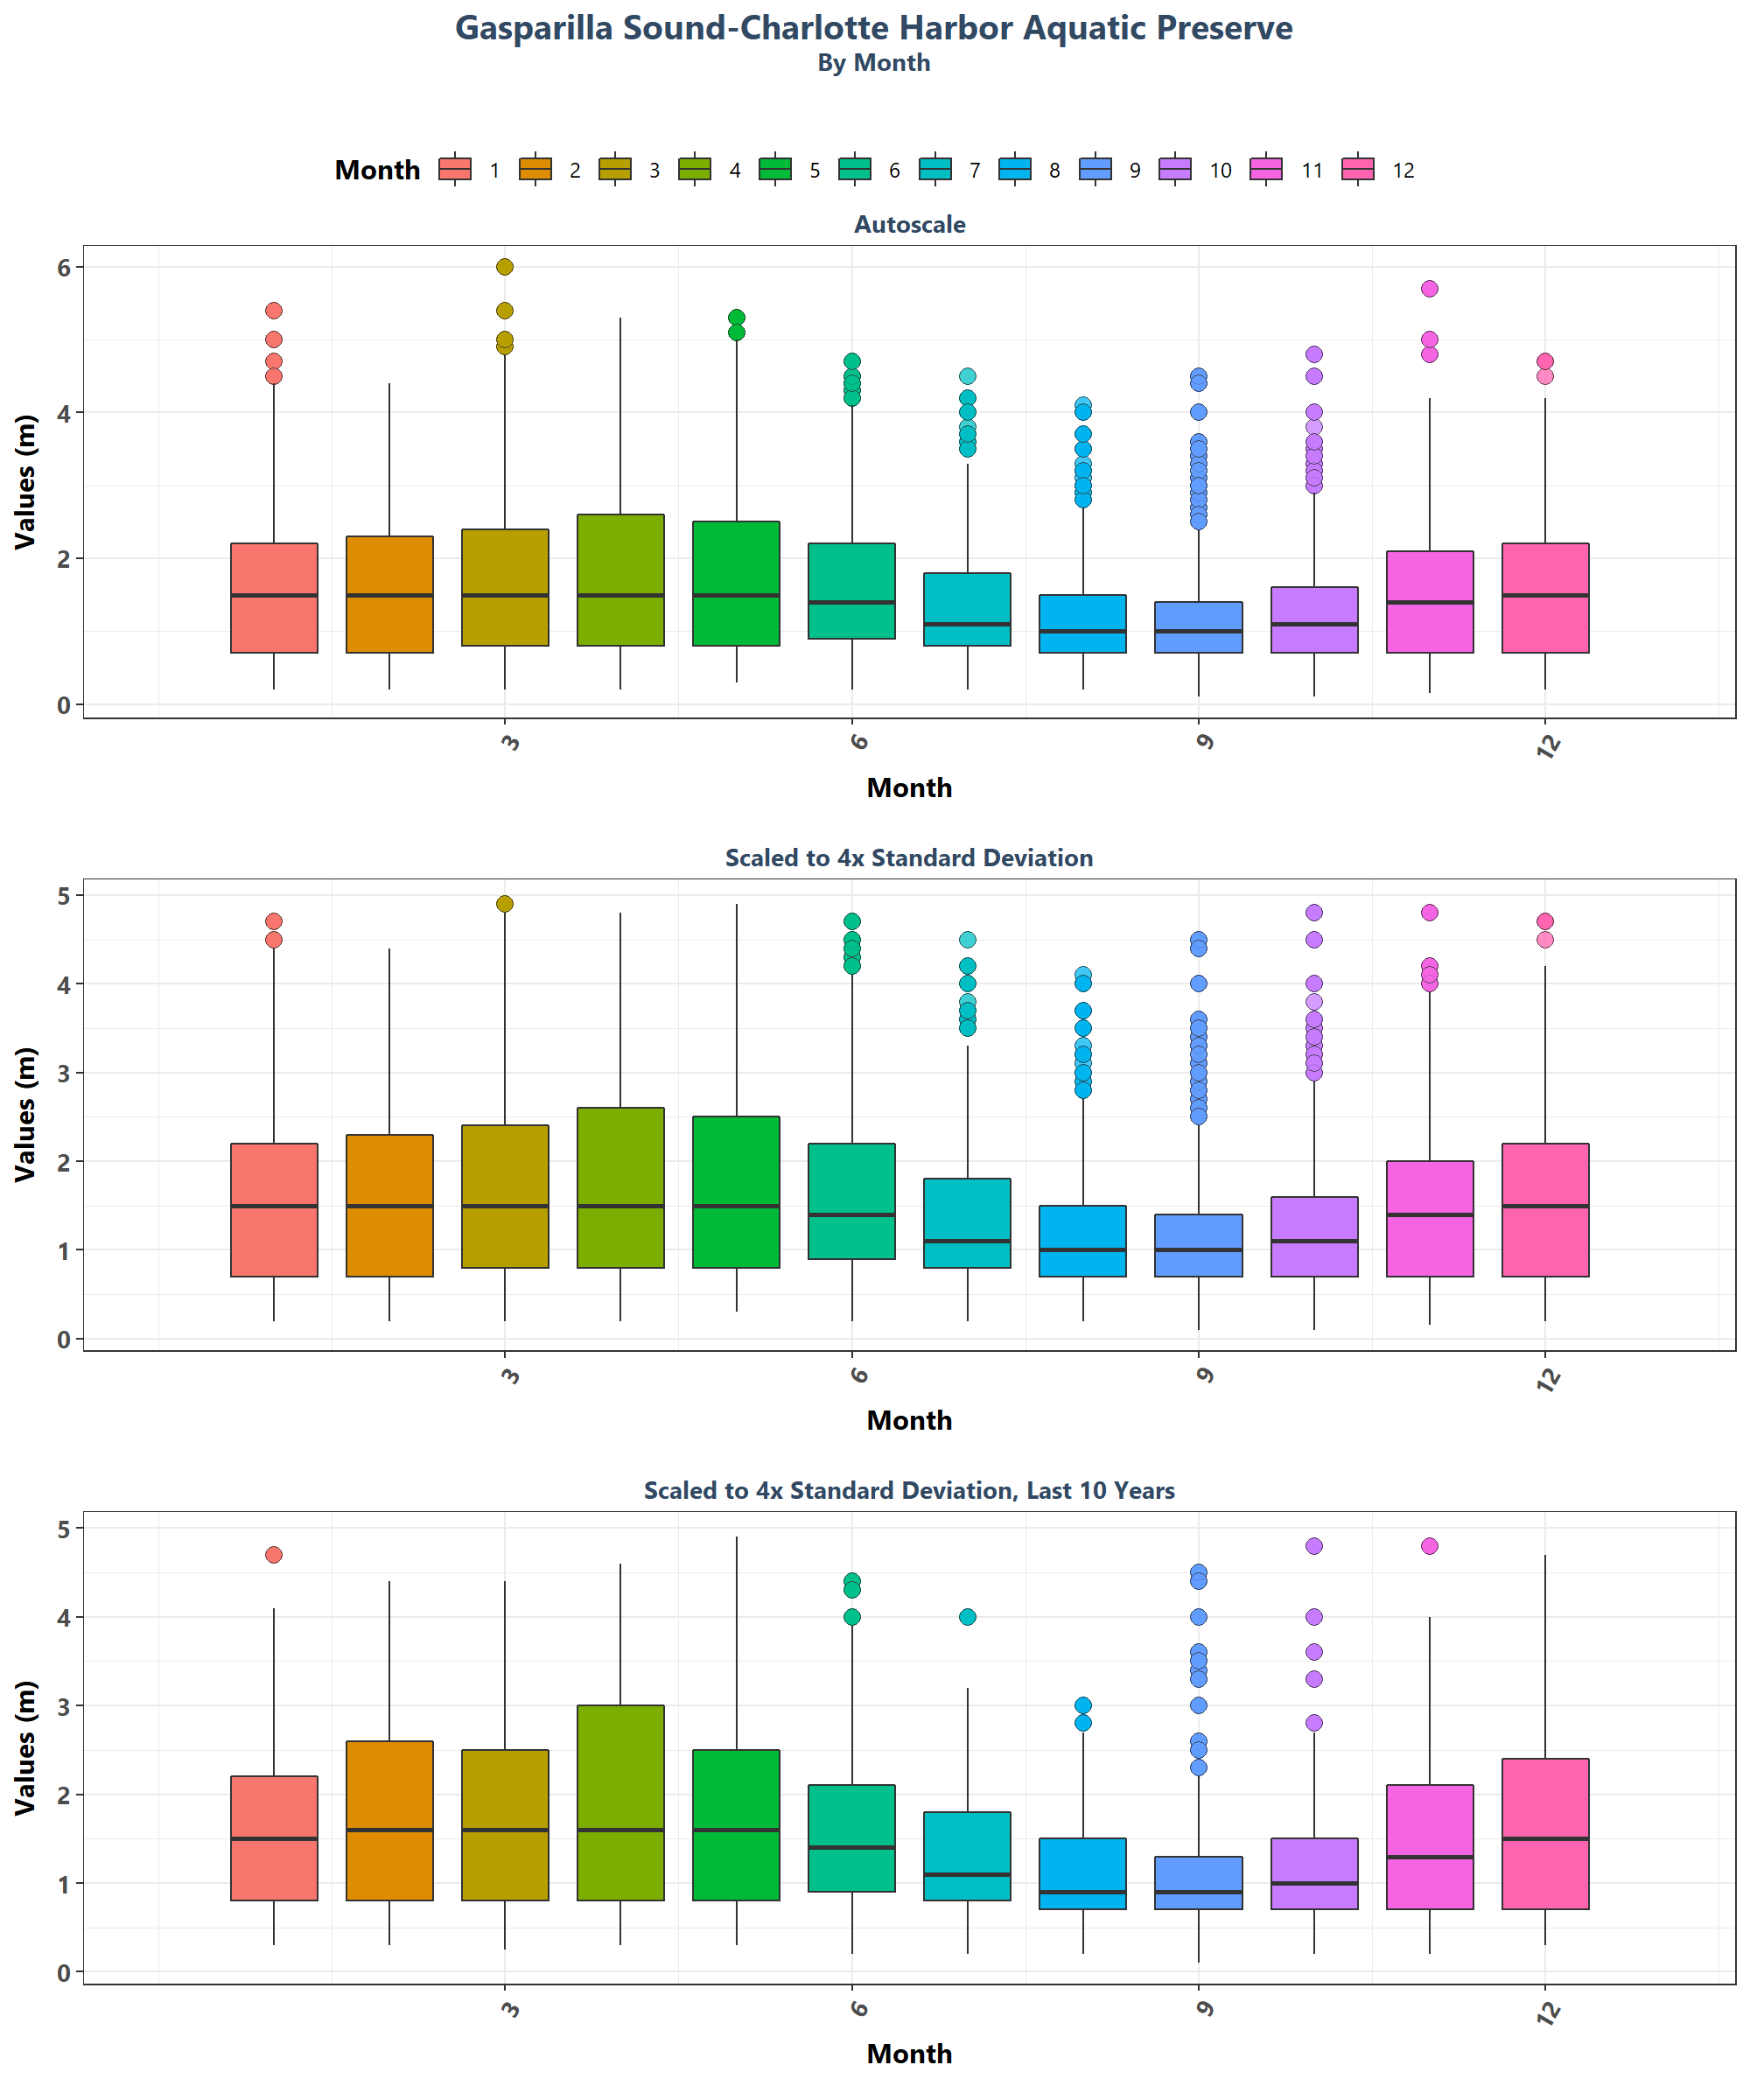 Gasparilla Sound-Charlotte Harbor Aquatic Preserve
By Month
Month 1 2 3 4 5 6 7 8 9 10 11 12
Autoscale
Values (m)
6
4
2
0
3 6 9 12
Month
Scaled to 4x Standard Deviation
Values (m)
5
4
3
2
1
0
3 6 9 12
Month
Scaled to 4x Standard Deviation, Last 10 Years
Values (m)
5
4
3
2
1
0
3 6 9 12
Month